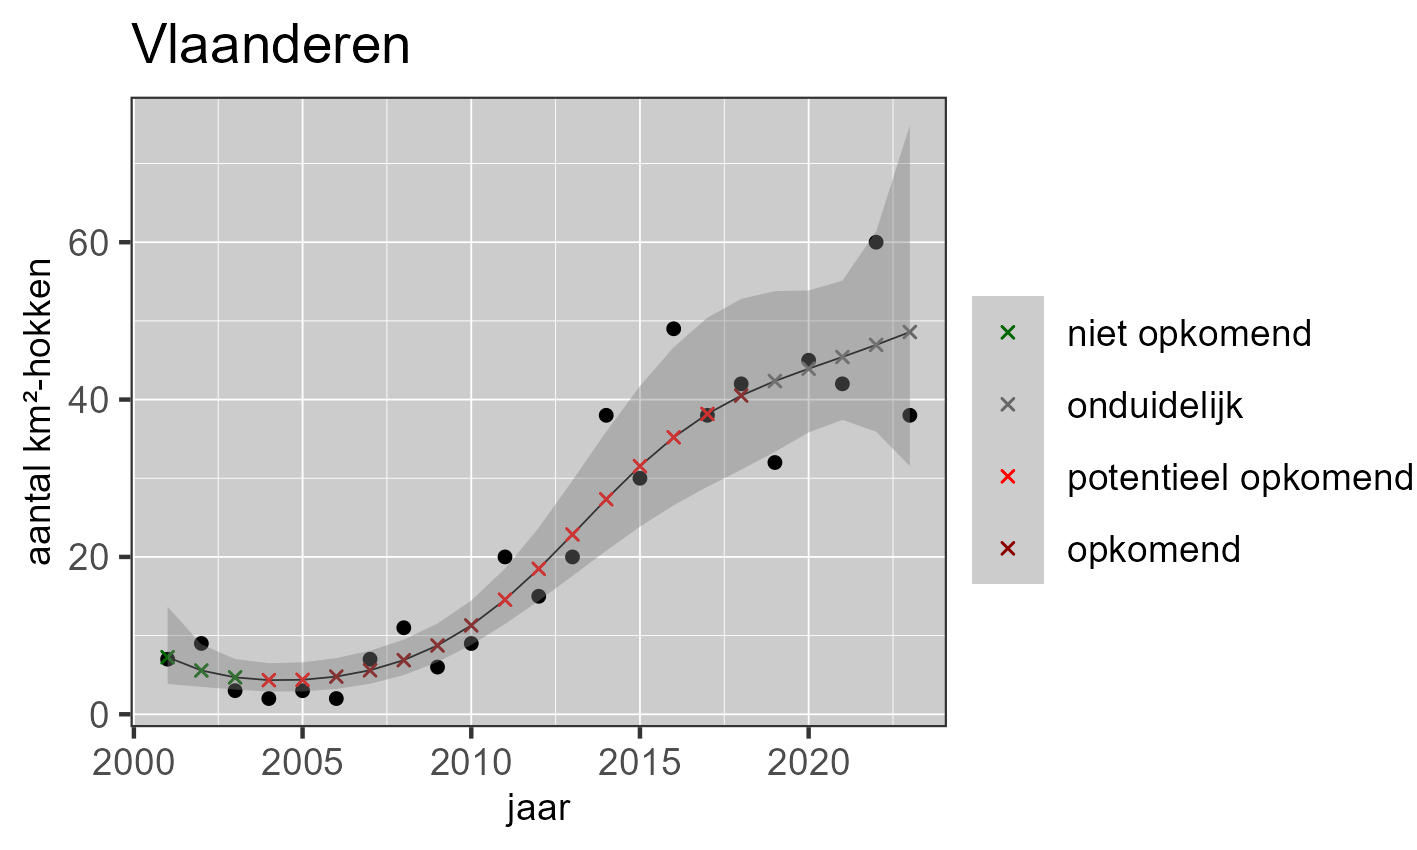 Vlaanderen
60
40
20
0
aantal km²-hokken
2000 2005 2010 2015 2020
jaar
niet opkomend
onduidelijk
potentieel opkomend
opkomend